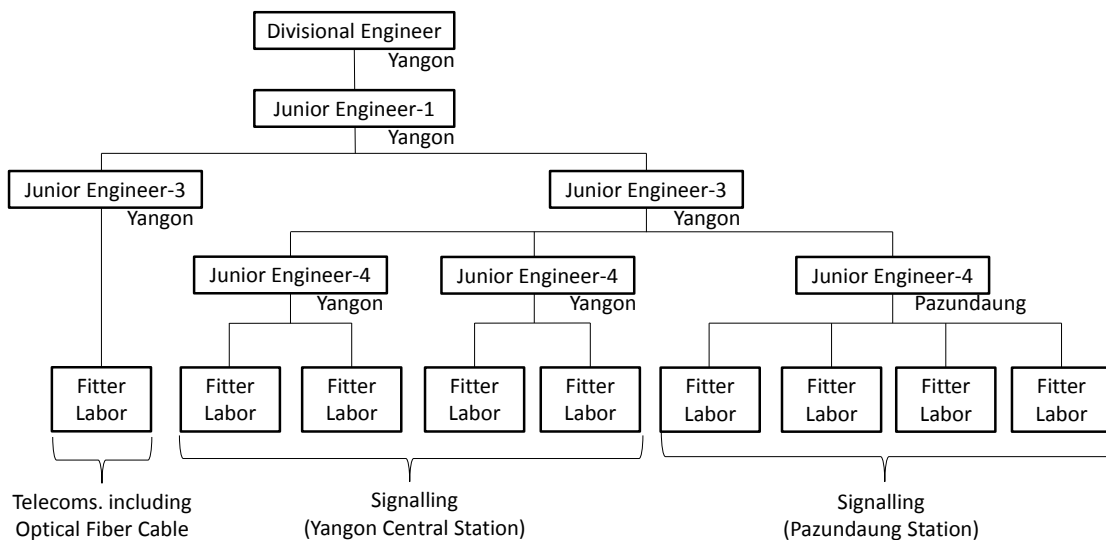 Divisional Engineer
Yangon
Junior Engineer-1
Yangon
Junior Engineer-3
Yangon
Junior Engineer-3
Yangon
Junior Engineer-4
Yangon
Junior Engineer-4
Yangon
Junior Engineer-4
Pazundaung
Fitter
Labor
Fitter
Labor
Fitter
Labor
Fitter
Labor
Fitter
Labor
Fitter
Labor
Fitter
Labor
Fitter
Labor
Fitter
Labor
Telecoms. including
Optical Fiber Cable
Signalling
(Yangon Central Station)
Signalling
(Pazundaung Station)